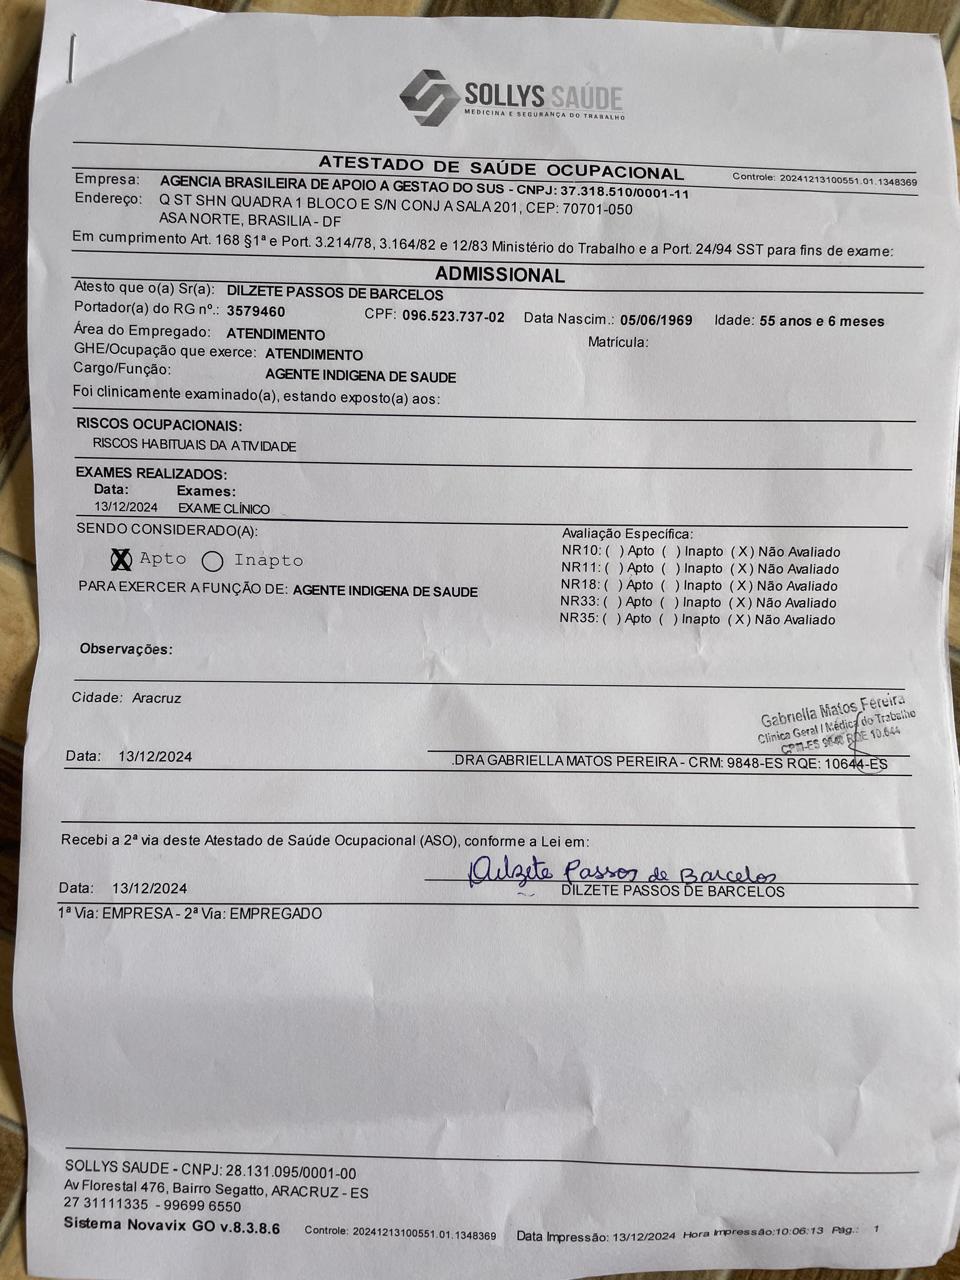 SOLLYS SAÚDE
MEDICINA E SEGURANÇA DO TRABALHO
ATESTADO DE SAÚDE OCUPACIONAL
Controle: 20241213100551.01.1348369
Empresa: AGENCIA BRASILEIRA DE APOIO A GESTAO DO SUS - CNPJ: 37.318.510/0001-11
Endereço: Q ST SHN QUADRA 1 BLOCO E S/N CONJ A SALA 201, CEP: 70701-050
ASA NORTE, BRASILIA - DF
Em cumprimento Art. 168 §1ª e Port. 3.214/78, 3.164/82 e 12/83 Ministério do Trabalho e a Port. 24/94 SST para fins de exame:
ADMISSIONAL
Atesto que o(a) Sr(a): DILZETE PASSOS DE BARCELOS
Portador(a) do RG nº.: 3579460 CPF: 096.523.737-02 Data Nascim.: 05/06/1969 Idade: 55 anos e 6 meses
Área do Empregado: ATENDIMENTO Matrícula:
GHE/Ocupação que exerce: ATENDIMENTO
Cargo/Função: AGENTE INDIGENA DE SAUDE
Foi clinicamente examinado(a), estando exposto(a) aos:
RISCOS OCUPACIONAIS:
RISCOS HABITUAIS DA ATIVIDADE
EXAMES REALIZADOS:
Data: Exames:
13/12/2024 EXAME CLÍNICO
SENDO CONSIDERADO(A):
X Apto Inapto
PARA EXERCER A FUNÇÃO DE: AGENTE INDIGENA DE SAUDE
Avaliação Específica:
NR10: ( ) Apto ( ) Inapto (X) Não Avaliado
NR11: ( ) Apto ( ) Inapto (X) Não Avaliado
NR18: ( ) Apto ( ) Inapto (X) Não Avaliado
NR33: ( ) Apto ( ) Inapto (X) Não Avaliado
NR35: ( ) Apto ( ) Inapto (X) Não Avaliado
Observações:
Cidade: Aracruz
Gabriella Matos Pereira
Clínica Geral / Médica do Trabalho
RQE 10.644
Data: 13/12/2024
.DRA GABRIELLA MATOS PEREIRA - CRM: 9848-ES RQE: 10644-ES
Recebi a 2ª via deste Atestado de Saúde Ocupacional (ASO), conforme a Lei em:
Dilzete Passos de Barcelos
Data: 13/12/2024 DILZETE PASSOS DE BARCELOS
1ª Via: EMPRESA - 2ª Via: EMPREGADO
SOLLYS SAUDE - CNPJ: 28.131.095/0001-00
Av Florestal 476, Bairro Segatto, ARACRUZ - ES
27 31111335 - 99699 6550
Sistema Novavix GO v.8.3.8.6 Controle: 20241213100551.01.1348369 Data Impressão: 13/12/2024 Hora Impressão:10:06:13 Pág.: 1